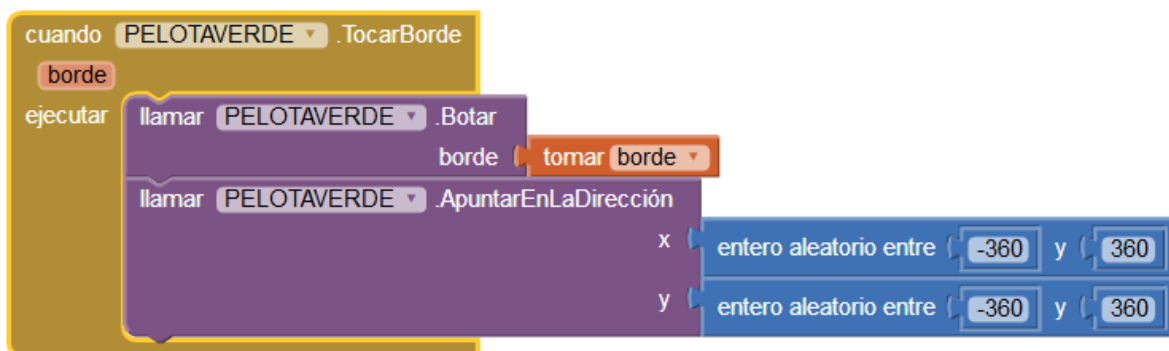 cuando PELOTAVERDE .TocarBorde
borde
ejecutar llamar PELOTAVERDE .Botar
borde tomar borde
llamar PELOTAVERDE .ApuntarEnLaDirección
x entero aleatorio entre -360 y 360
y entero aleatorio entre -360 y 360